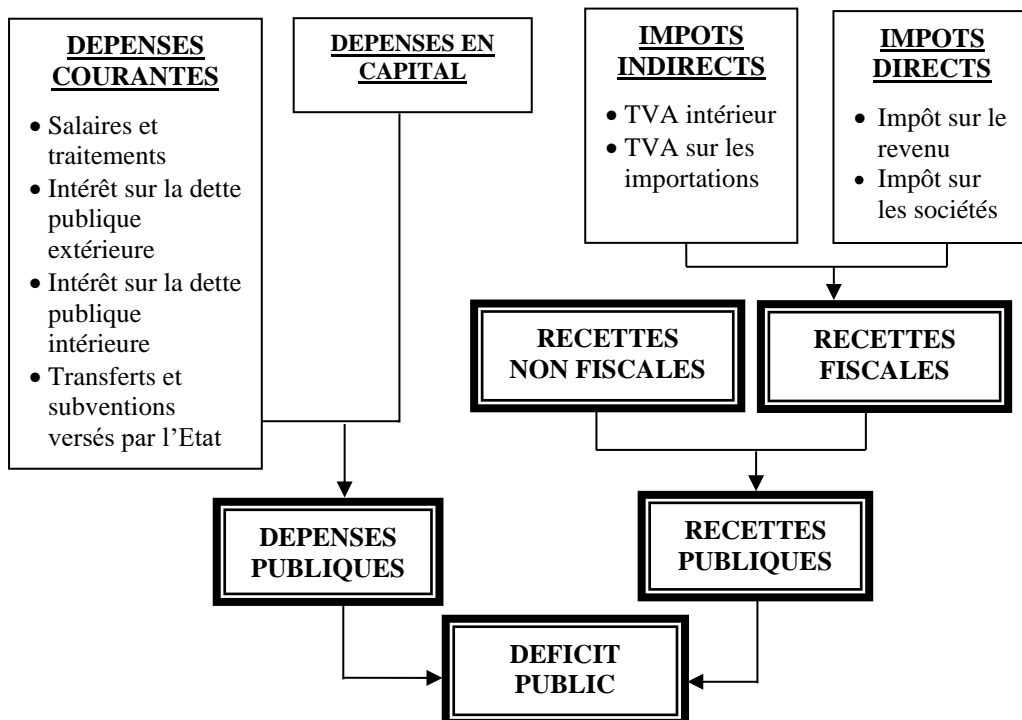 DEPENSES
COURANTES
• Salaires et
traitements
• Intérêt sur la dette
publique
extérieure
• Intérêt sur la dette
publique
intérieure
• Transferts et
subventions
versés par l'Etat
DEPENSES EN
CAPITAL
IMPOTS
INDIRECTS
• TVA intérieur
• TVA sur les
importations
IMPOTS
DIRECTS
• Impôt sur le
revenu
• Impôt sur
les sociétés
RECETTES
NON FISCALES
RECETTES
FISCALES
DEPENSES
PUBLIQUES
RECETTES
PUBLIQUES
DEFICIT
PUBLIC